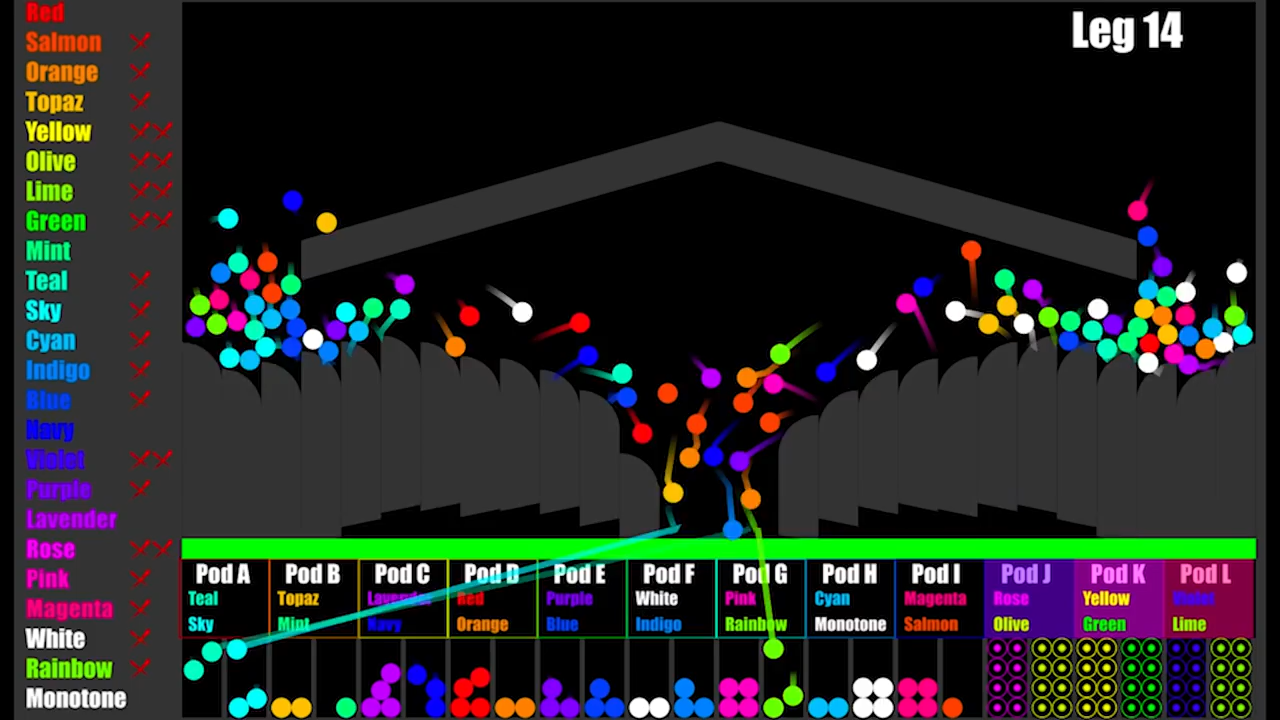 Red
Salmon
Orange
Topaz
Yellow
Olive
Lime
Green
Mint
Teal
Sky
Cyan
Indigo
Blue
Navy
Violet
Purple
Lavender
Rose
Pink
Magenta
White
Rainbow
Monotone
Leg 14
Pod A Pod B Pod C Pod D Pod E Pod F Pod G Pod H Pod I Pod J Pod K Pod L
Teal Topaz Lavender Red Purple White Pink Cyan Magenta Rose Yellow Violet
Sky Mint Navy Orange Blue Indigo Rainbow Monotone Salmon Olive Green Lime